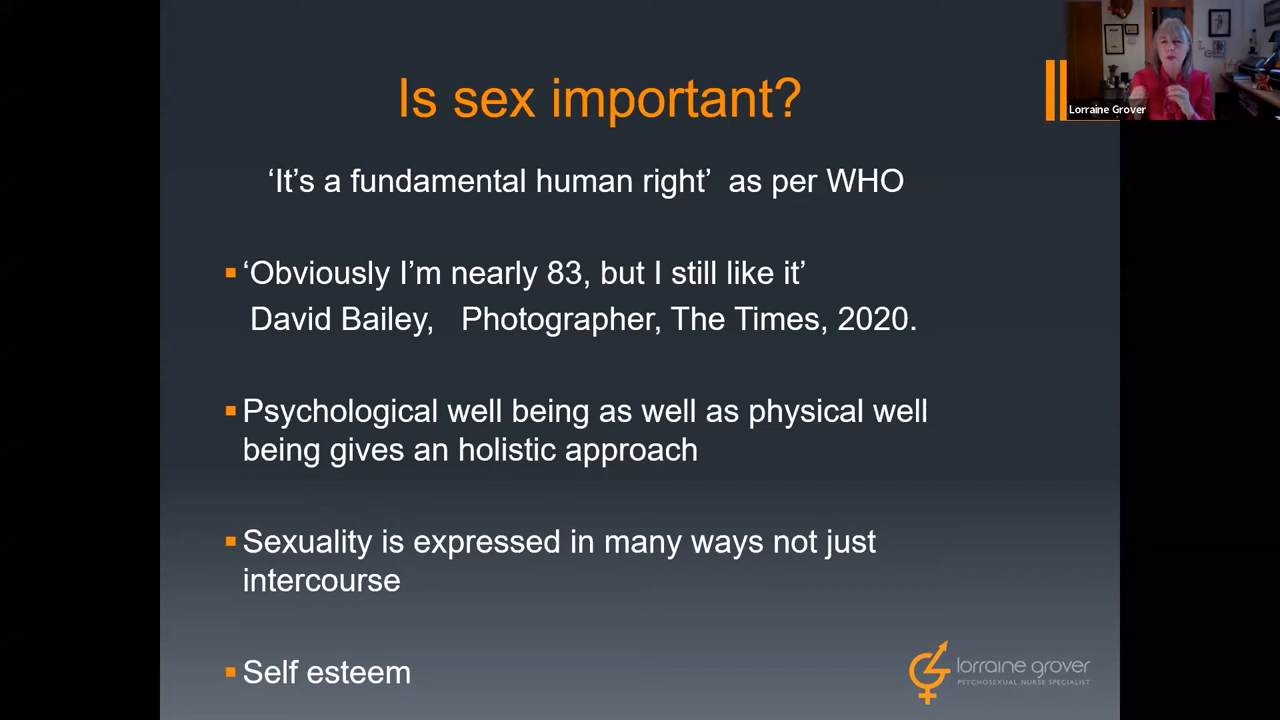 Is sex important?
Lorraine Grover
‘It’s a fundamental human right’  as per WHO
‘Obviously I’m nearly 83, but I still like it’
David Bailey,   Photographer, The Times, 2020.
Psychological well being as well as physical well
being gives an holistic approach
Sexuality is expressed in many ways not just
intercourse
Self esteem
lorraine grover
PSYCHOSEXUAL NURSE SPECIALIST